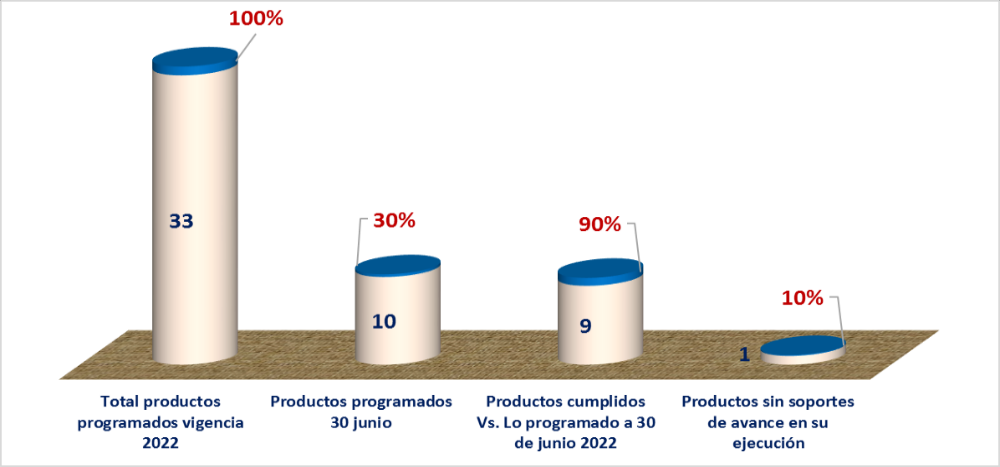 100%
33
30%
10
90%
9
10%
1
Total productos
programados vigencia
2022
Productos programados
30 junio
Productos cumplidos
Vs. Lo programado a 30
de junio 2022
Productos sin soportes
de avance en su
ejecución